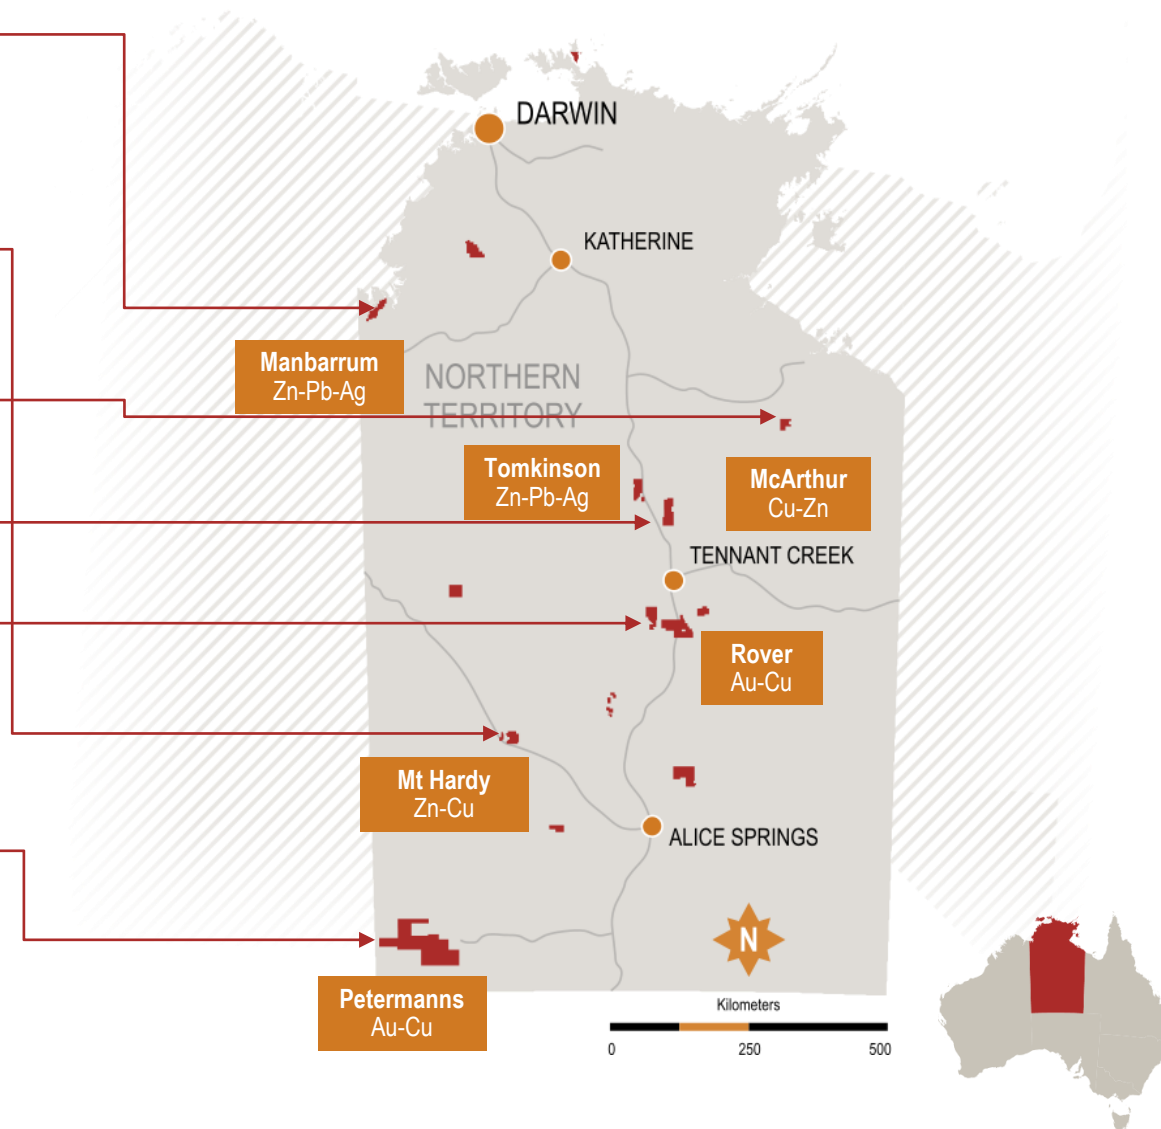 DARWIN
KATHERINE
Manbarrum
Zn-Pb-Ag
NORTHERN
TERRITORY
Tomkinson
Zn-Pb-Ag
McArthur
Cu-Zn
TENNANT CREEK
Rover
Au-Cu
Mt Hardy
Zn-Cu
ALICE SPRINGS
N
Petermanns
Au-Cu
Kilometers
0 250 500